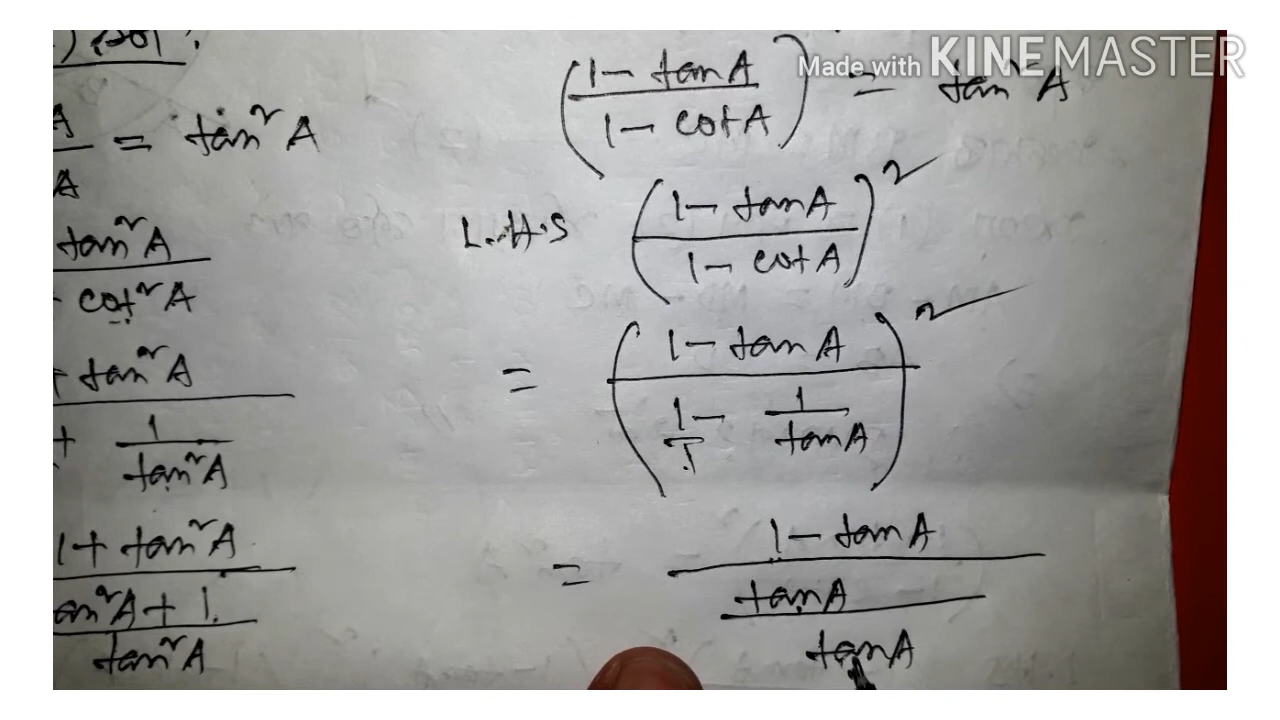 Made with KINEMASTER
A/A = tan²A
tan²A / cot²A
+ tan²A / + 1/tan²A
1 + tan²A / (tan²A + 1 / tan²A)
((1 - tanA) / (1 - cotA))² = tan²A
L.H.S ((1 - tanA) / (1 - cotA))²
= ((1 - tanA) / (1/1 - 1/tanA))²
= 1 - tanA / (tanA / tanA)